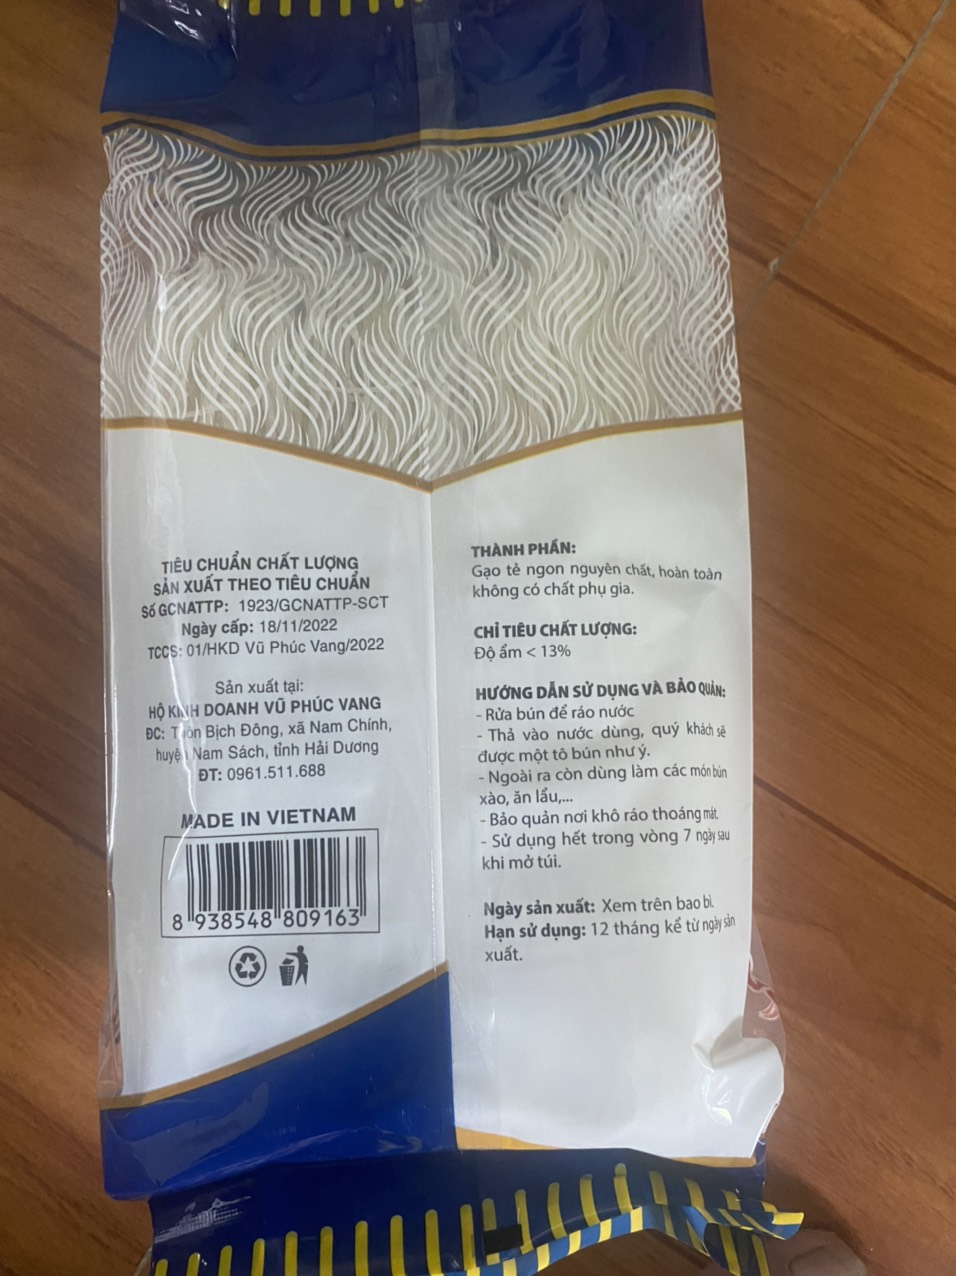 TIÊU CHUẨN CHẤT LƯỢNG
SẢN XUẤT THEO TIÊU CHUẨN
Số GCNATTP: 1923/GCNATTP-SCT
Ngày cấp: 18/11/2022
TCCS: 01/HKD Vũ Phúc Vang/2022
Sản xuất tại:
HỘ KINH DOANH VŨ PHÚC VANG
ĐC: Thôn Bịch Đông, xã Nam Chính,
huyện Nam Sách, tỉnh Hải Dương
ĐT: 0961.511.688
MADE IN VIETNAM
8 938548 809163
THÀNH PHẦN:
Gạo tẻ ngon nguyên chất, hoàn toàn
không có chất phụ gia.
CHỈ TIÊU CHẤT LƯỢNG:
Độ ẩm < 13%
HƯỚNG DẪN SỬ DỤNG VÀ BẢO QUẢN:
- Rửa bún để ráo nước
- Thả vào nước dùng, quý khách sẽ
được một tô bún như ý.
- Ngoài ra còn dùng làm các món bún
xào, ăn lẩu,...
- Bảo quản nơi khô ráo thoáng mát.
- Sử dụng hết trong vòng 7 ngày sau
khi mở túi.
Ngày sản xuất: Xem trên bao bì.
Hạn sử dụng: 12 tháng kể từ ngày sản
xuất.